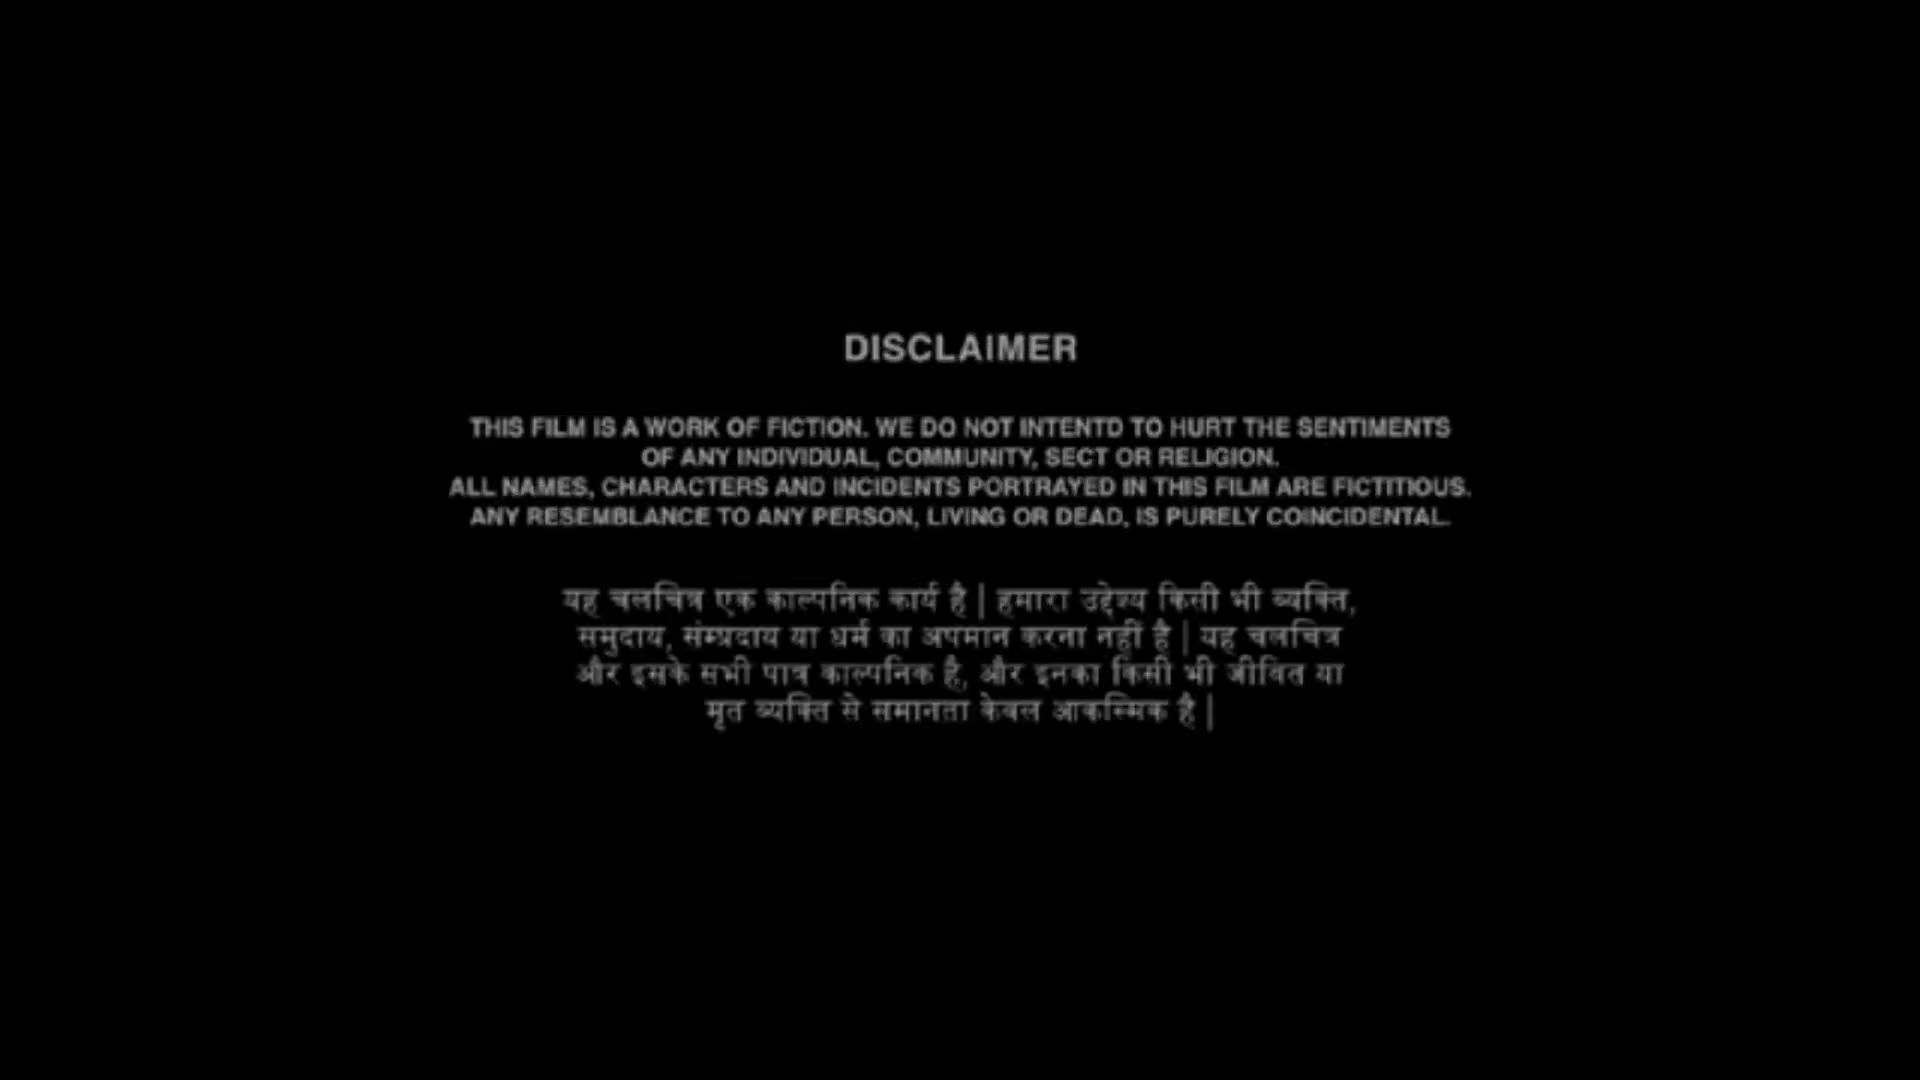 DISCLAIMER
THIS FILM IS A WORK OF FICTION. WE DO NOT INTENTD TO HURT THE SENTIMENTS
OF ANY INDIVIDUAL, COMMUNITY, SECT OR RELIGION.
ALL NAMES, CHARACTERS AND INCIDENTS PORTRAYED IN THIS FILM ARE FICTITIOUS.
ANY RESEMBLANCE TO ANY PERSON, LIVING OR DEAD, IS PURELY COINCIDENTAL.
यह चलचित्र एक काल्पनिक कार्य है | हमारा उद्देश्य किसी भी व्यक्ति,
समुदाय, संम्प्रदाय या धर्म का अपमान करना नहीं है | यह चलचित्र
और इसके सभी पात्र काल्पनिक है, और इनका किसी भी जीवित या
मृत व्यक्ति से समानता केवल आकस्मिक है |